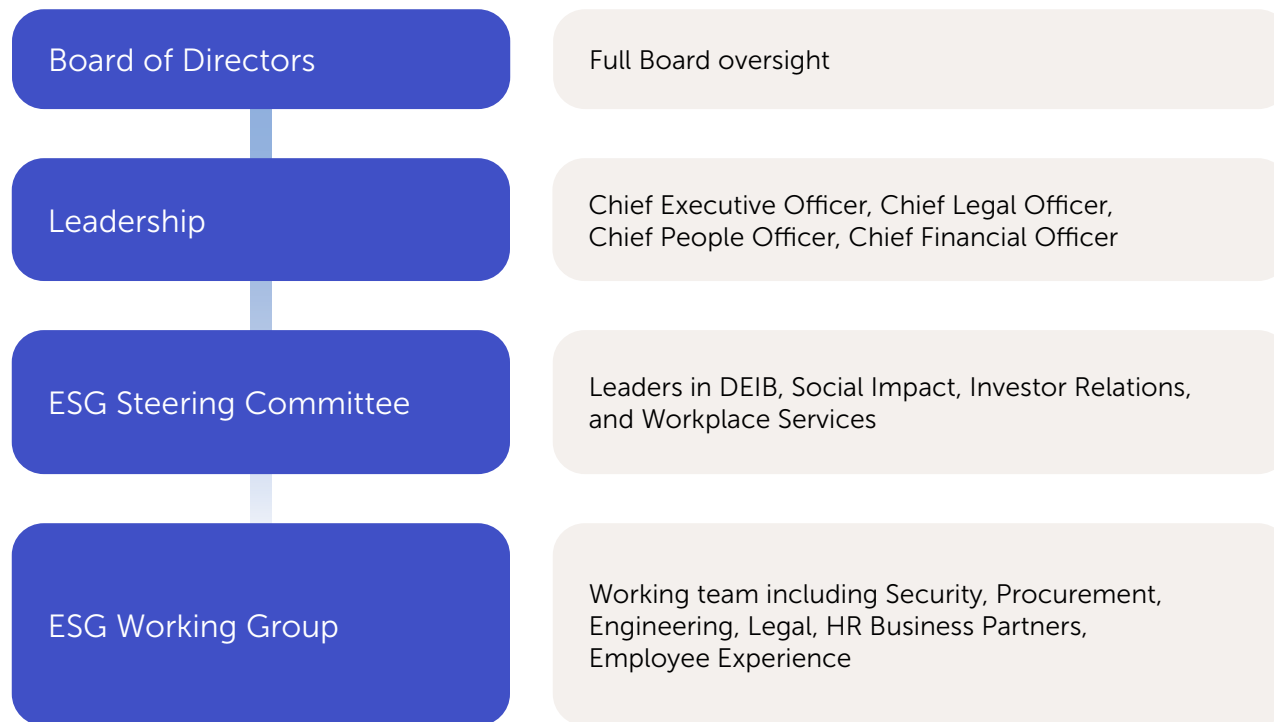 Board of Directors
Full Board oversight
Leadership
Chief Executive Officer, Chief Legal Officer,
Chief People Officer, Chief Financial Officer
ESG Steering Committee
Leaders in DEIB, Social Impact, Investor Relations,
and Workplace Services
ESG Working Group
Working team including Security, Procurement,
Engineering, Legal, HR Business Partners,
Employee Experience